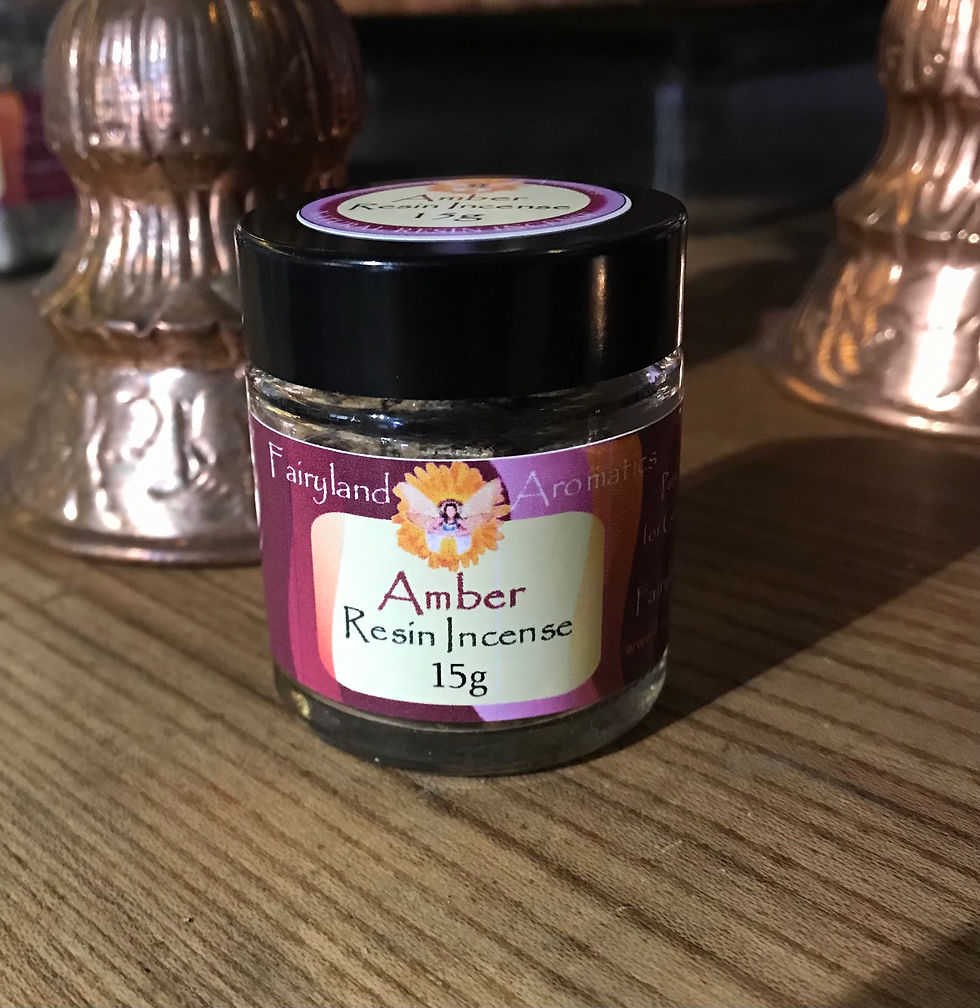 Amber
Resin Incense
15g
Fairyland Aromatics
Amber
Resin Incense
15g